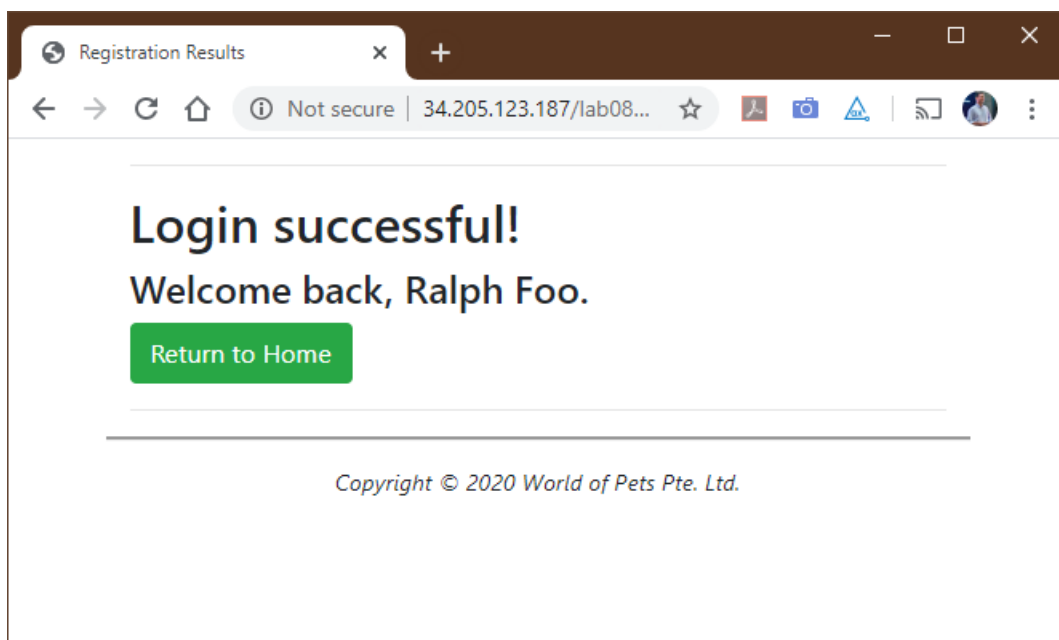 Registration Results
Not secure | 34.205.123.187/lab08...
Login successful!
Welcome back, Ralph Foo.
Return to Home
Copyright © 2020 World of Pets Pte. Ltd.